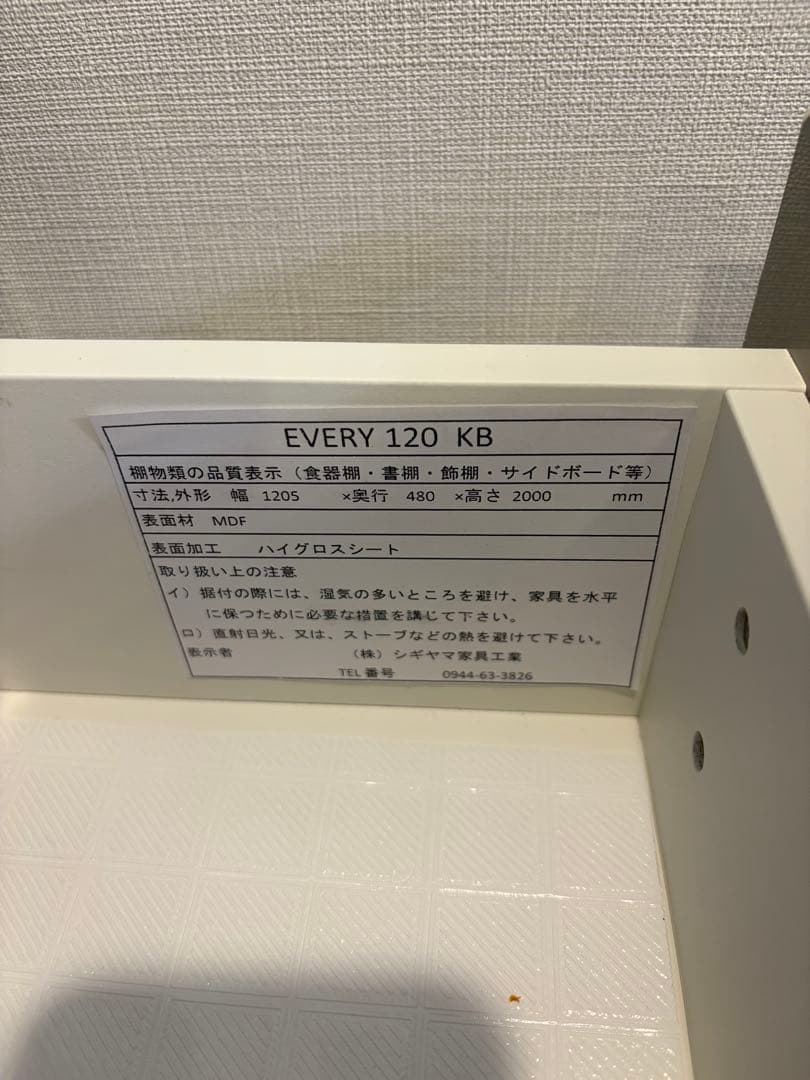 EVERY 120 KB
棚物類の品質表示（食器棚・書棚・飾棚・サイドボード等）
寸法,外形 幅 1205 ×奥行 480 ×高さ 2000 mm
表面材 MDF
表面加工 ハイグロスシート
取り扱い上の注意
イ）据付の際には、湿気の多いところを避け、家具を水平
に保つために必要な措置を講じて下さい。
ロ）直射日光、又は、ストーブなどの熱を避けて下さい。
表示者 （株）シギヤマ家具工業
TEL番号 0944-63-3826